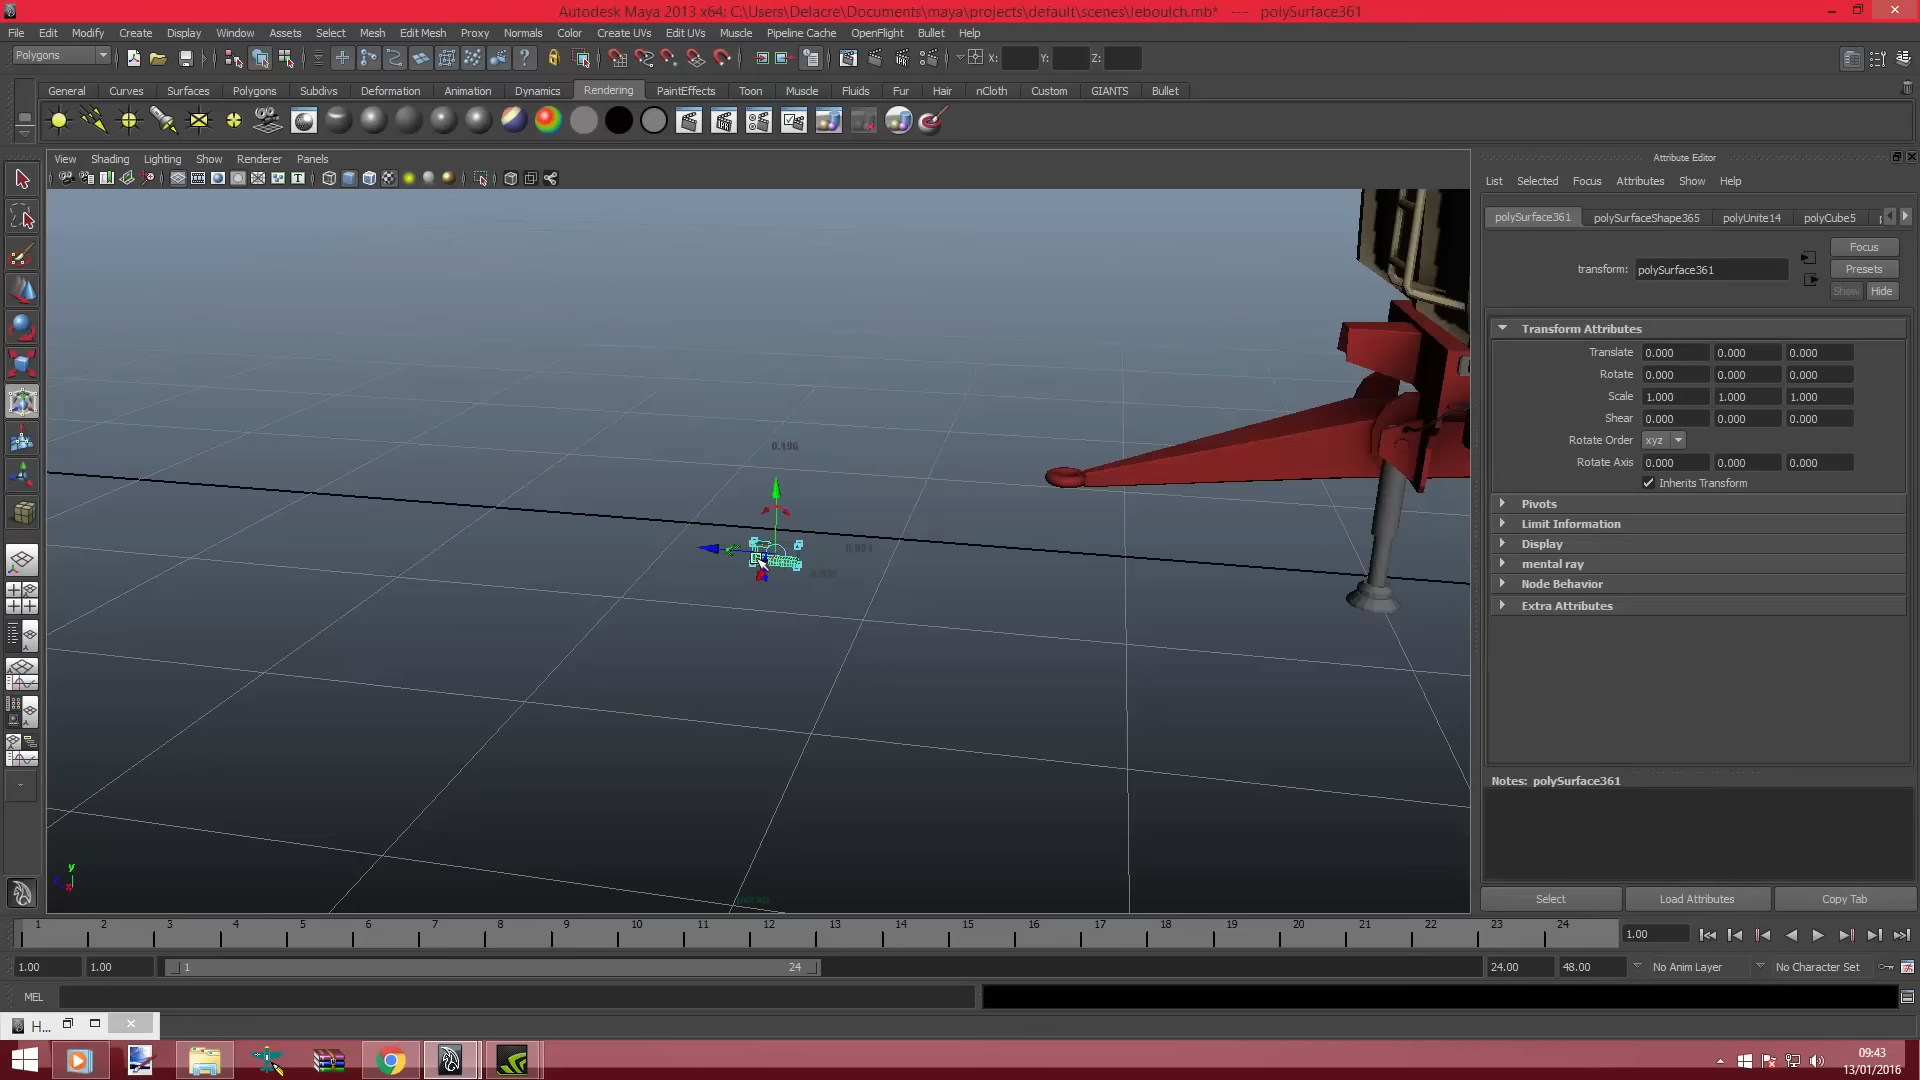 Autodesk Maya 2013 x64: C:\Users\Delacre\Documents\maya\projects\default\scenes\leboulch.mb* --- polySurface361
File Edit Modify Create Display Window Assets Select Mesh Edit Mesh Proxy Normals Color Create UVs Edit UVs Muscle Pipeline Cache OpenFlight Bullet Help
Polygons X: Y: Z:
General Curves Surfaces Polygons Subdivs Deformation Animation Dynamics Rendering PaintEffects Toon Muscle Fluids Fur Hair nCloth Custom GIANTS Bullet
View Shading Lighting Show Renderer Panels
Attribute Editor
List Selected Focus Attributes Show Help
polySurface361 polySurfaceShape365 polyUnite14 polyCube5
Focus
transform: polySurface361 Presets
Show Hide
Transform Attributes
Translate 0.000 0.000 0.000
Rotate 0.000 0.000 0.000
Scale 1.000 1.000 1.000
Shear 0.000 0.000 0.000
Rotate Order xyz
Rotate Axis 0.000 0.000 0.000
Inherits Transform
Pivots
Limit Information
Display
mental ray
Node Behavior
Extra Attributes
0.196
Notes: polySurface361
y
Select Load Attributes Copy Tab
1 2 3 4 5 6 7 8 9 10 11 12 13 14 15 16 17 18 19 20 21 22 23 24 1.00
1.00 1.00 1 24 24.00 48.00 No Anim Layer No Character Set
MEL
H...
09:43
13/01/2016